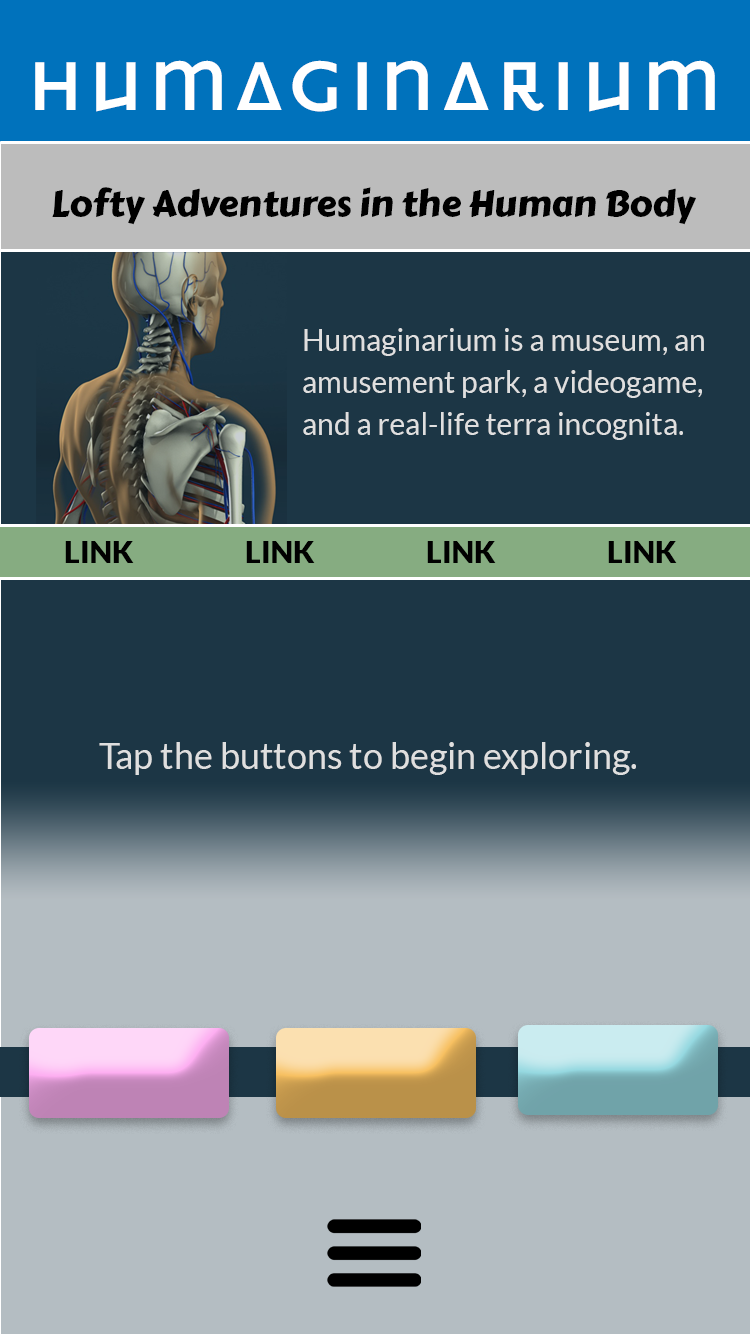 HUMAGINARIUM
Lofty Adventures in the Human Body
Humaginarium is a museum, an
amusement park, a videogame,
and a real-life terra incognita.
LINK LINK LINK LINK
Tap the buttons to begin exploring.